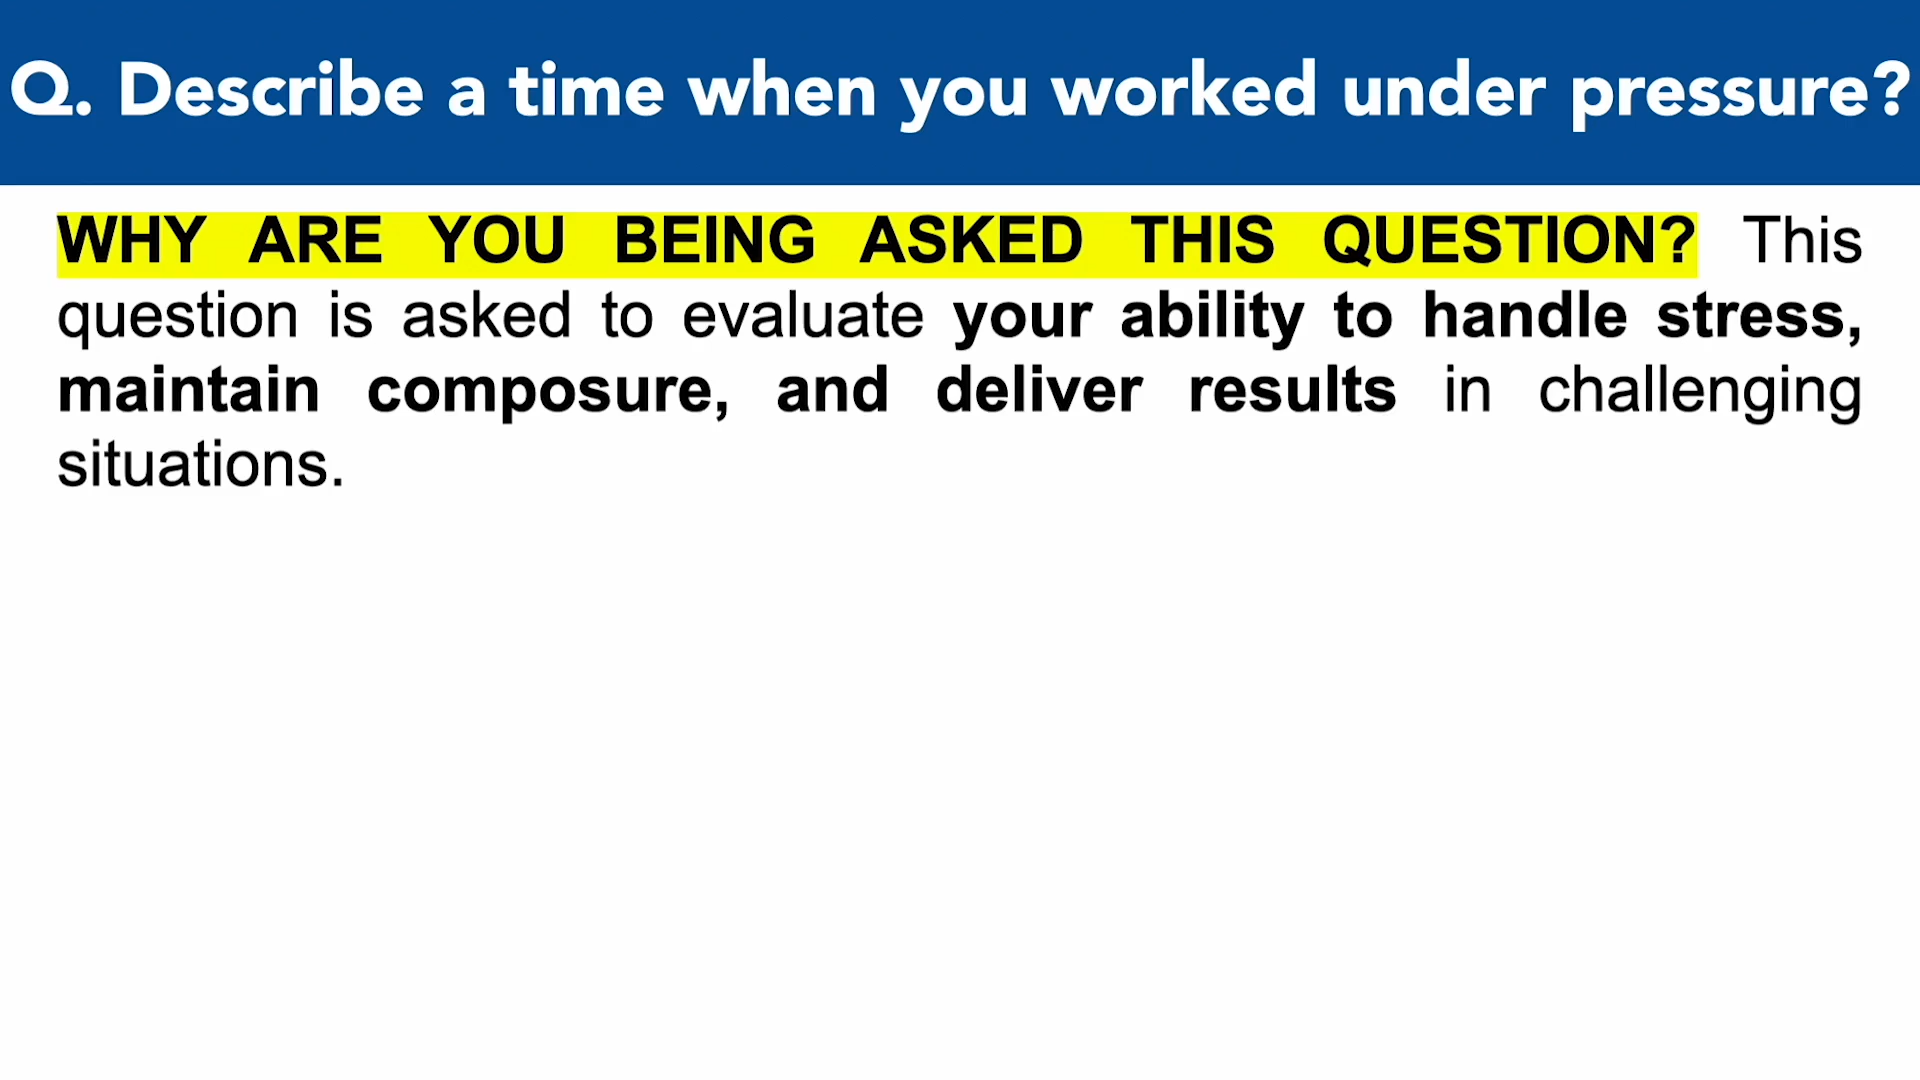 Q. Describe a time when you worked under pressure?
WHY ARE YOU BEING ASKED THIS QUESTION? This
question is asked to evaluate your ability to handle stress,
maintain composure, and deliver results in challenging
situations.